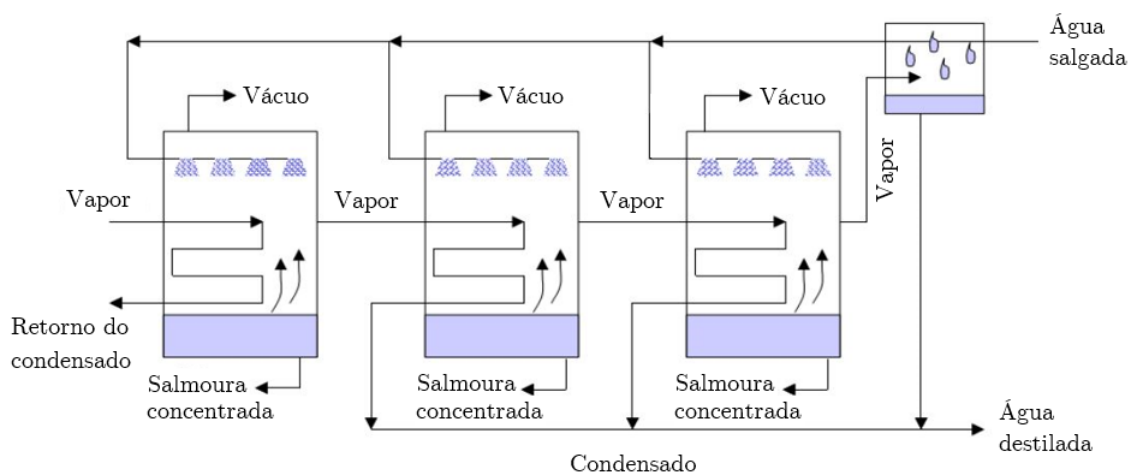 Água
salgada
Vácuo
Vácuo
Vácuo
Vapor
Vapor
Vapor
Vapor
Retorno do
condensado
Salmoura
concentrada
Salmoura
concentrada
Salmoura
concentrada
Água
destilada
Condensado